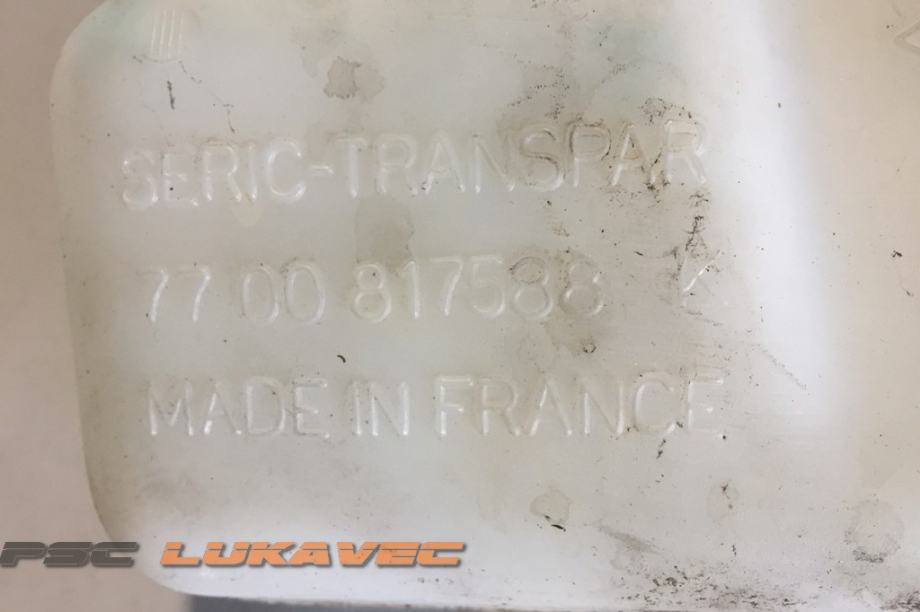 SERIC-TRANSPAR
77 00 817588 K
MADE IN FRANCE
PSC LUKAVEC